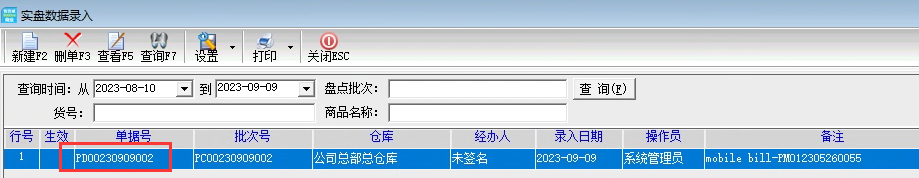 实盘数据录入
新建F2 删单F3 查看F5 查询F7 设置 打印 关闭ESC
查询时间：从 2023-08-10 到 2023-09-09 盘点批次： 查 询(F)
货号： 商品名称：
行号 生效 单据号 批次号 仓库 经办人 录入日期 操作员 备注
1 PD00230909002 PC00230909002 公司总部总仓库 未签名 2023-09-09 系统管理员 mobile bill-PM012305260055